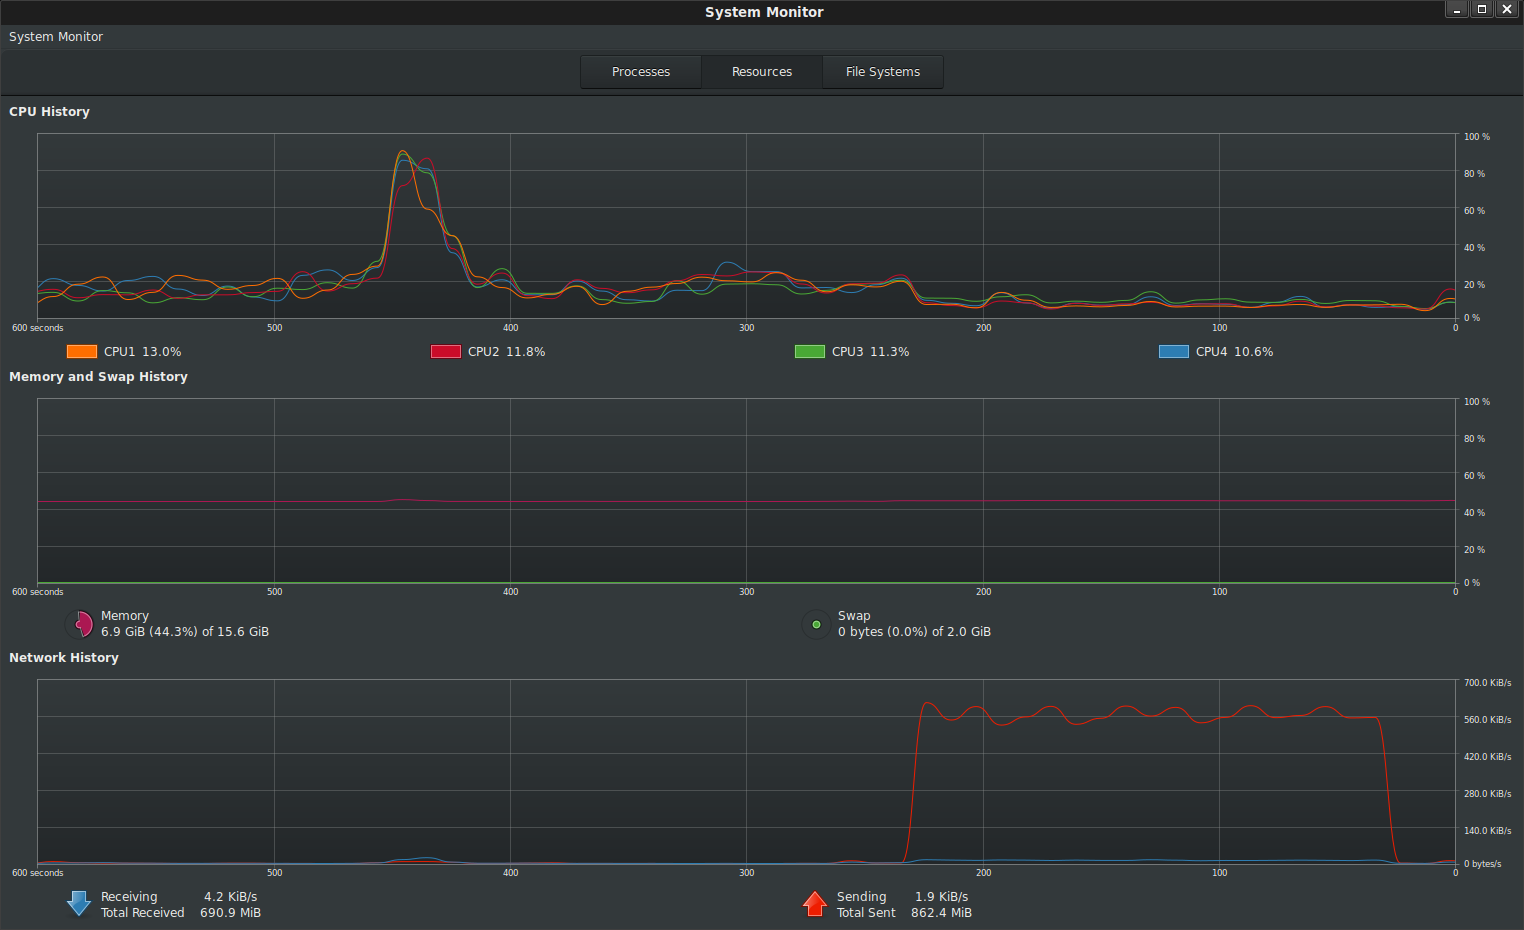 System Monitor
System Monitor
Processes Resources File Systems
CPU History
100 %
80 %
60 %
40 %
20 %
0 %
600 seconds 500 400 300 200 100 0
CPU1 13.0% CPU2 11.8% CPU3 11.3% CPU4 10.6%
Memory and Swap History
100 %
80 %
60 %
40 %
20 %
0 %
600 seconds 500 400 300 200 100 0
Memory Swap
6.9 GiB (44.3%) of 15.6 GiB 0 bytes (0.0%) of 2.0 GiB
Network History
700.0 KiB/s
560.0 KiB/s
420.0 KiB/s
280.0 KiB/s
140.0 KiB/s
0 bytes/s
600 seconds 500 400 300 200 100 0
Receiving 4.2 KiB/s Sending 1.9 KiB/s
Total Received 690.9 MiB Total Sent 862.4 MiB